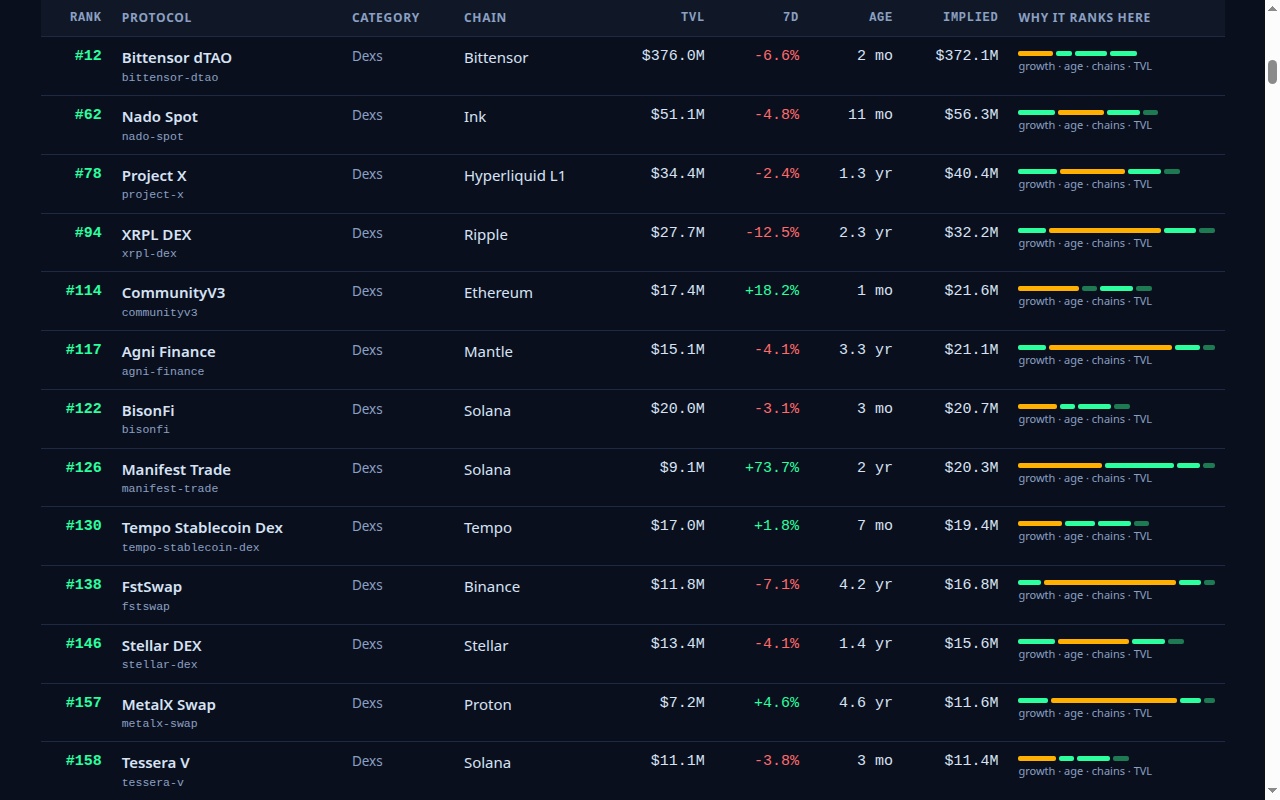 RANK PROTOCOL CATEGORY CHAIN TVL 7D AGE IMPLIED WHY IT RANKS HERE
#12 Bittensor dTAO Dexs Bittensor $376.0M -6.6% 2 mo $372.1M
bittensor-dtao growth · age · chains · TVL
#62 Nado Spot Dexs Ink $51.1M -4.8% 11 mo $56.3M
nado-spot growth · age · chains · TVL
#78 Project X Dexs Hyperliquid L1 $34.4M -2.4% 1.3 yr $40.4M
project-x growth · age · chains · TVL
#94 XRPL DEX Dexs Ripple $27.7M -12.5% 2.3 yr $32.2M
xrpl-dex growth · age · chains · TVL
#114 CommunityV3 Dexs Ethereum $17.4M +18.2% 1 mo $21.6M
communityv3 growth · age · chains · TVL
#117 Agni Finance Dexs Mantle $15.1M -4.1% 3.3 yr $21.1M
agni-finance growth · age · chains · TVL
#122 BisonFi Dexs Solana $20.0M -3.1% 3 mo $20.7M
bisonfi growth · age · chains · TVL
#126 Manifest Trade Dexs Solana $9.1M +73.7% 2 yr $20.3M
manifest-trade growth · age · chains · TVL
#130 Tempo Stablecoin Dex Dexs Tempo $17.0M +1.8% 7 mo $19.4M
tempo-stablecoin-dex growth · age · chains · TVL
#138 FstSwap Dexs Binance $11.8M -7.1% 4.2 yr $16.8M
fstswap growth · age · chains · TVL
#146 Stellar DEX Dexs Stellar $13.4M -4.1% 1.4 yr $15.6M
stellar-dex growth · age · chains · TVL
#157 MetalX Swap Dexs Proton $7.2M +4.6% 4.6 yr $11.6M
metalx-swap growth · age · chains · TVL
#158 Tessera V Dexs Solana $11.1M -3.8% 3 mo $11.4M
tessera-v growth · age · chains · TVL